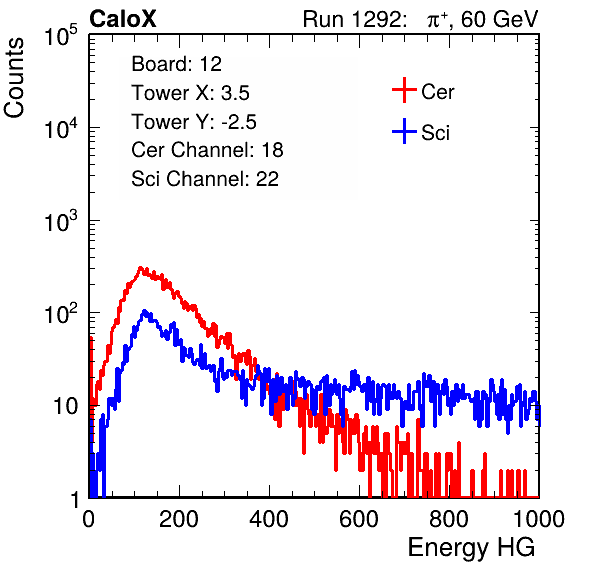 CaloX Run 1292: π⁺, 60 GeV
Counts
10⁵
10⁴
10³
10²
10
1
Board: 12
Tower X: 3.5
Tower Y: -2.5
Cer Channel: 18
Sci Channel: 22
Cer
Sci
0 200 400 600 800 1000
Energy HG